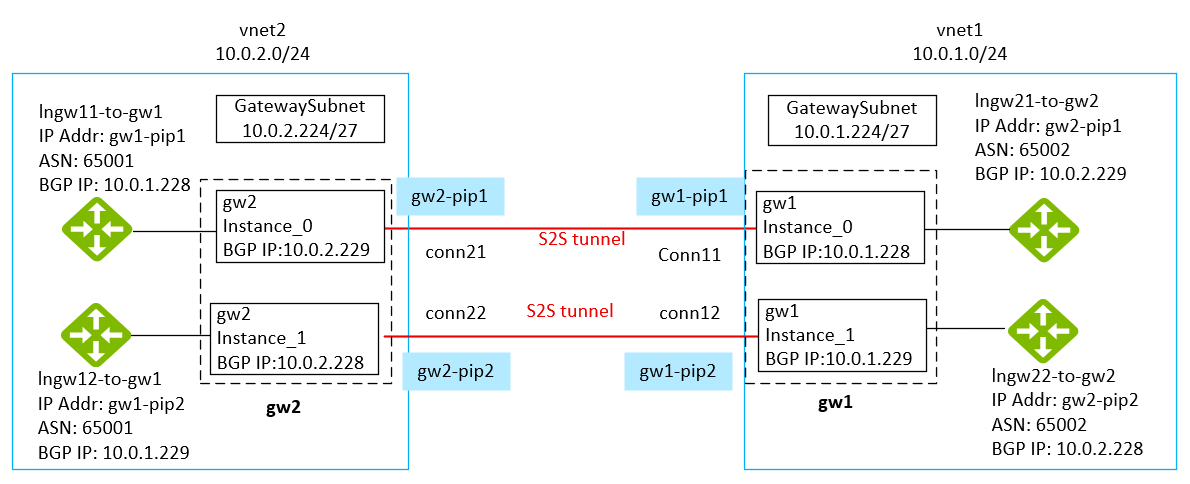 vnet2
10.0.2.0/24
vnet1
10.0.1.0/24
lngw11-to-gw1
IP Addr: gw1-pip1
ASN: 65001
BGP IP: 10.0.1.228
GatewaySubnet
10.0.2.224/27
GatewaySubnet
10.0.1.224/27
lngw21-to-gw2
IP Addr: gw2-pip1
ASN: 65002
BGP IP: 10.0.2.229
gw2
Instance_0
BGP IP:10.0.2.229
gw2-pip1
gw1-pip1
gw1
Instance_0
BGP IP:10.0.1.228
S2S tunnel
conn21
Conn11
gw2
Instance_1
BGP IP:10.0.2.228
conn22
S2S tunnel
conn12
gw1
Instance_1
BGP IP:10.0.1.229
gw2-pip2
gw1-pip2
lngw12-to-gw1
IP Addr: gw1-pip2
ASN: 65001
BGP IP: 10.0.1.229
gw2
gw1
lngw22-to-gw2
IP Addr: gw2-pip2
ASN: 65002
BGP IP: 10.0.2.228